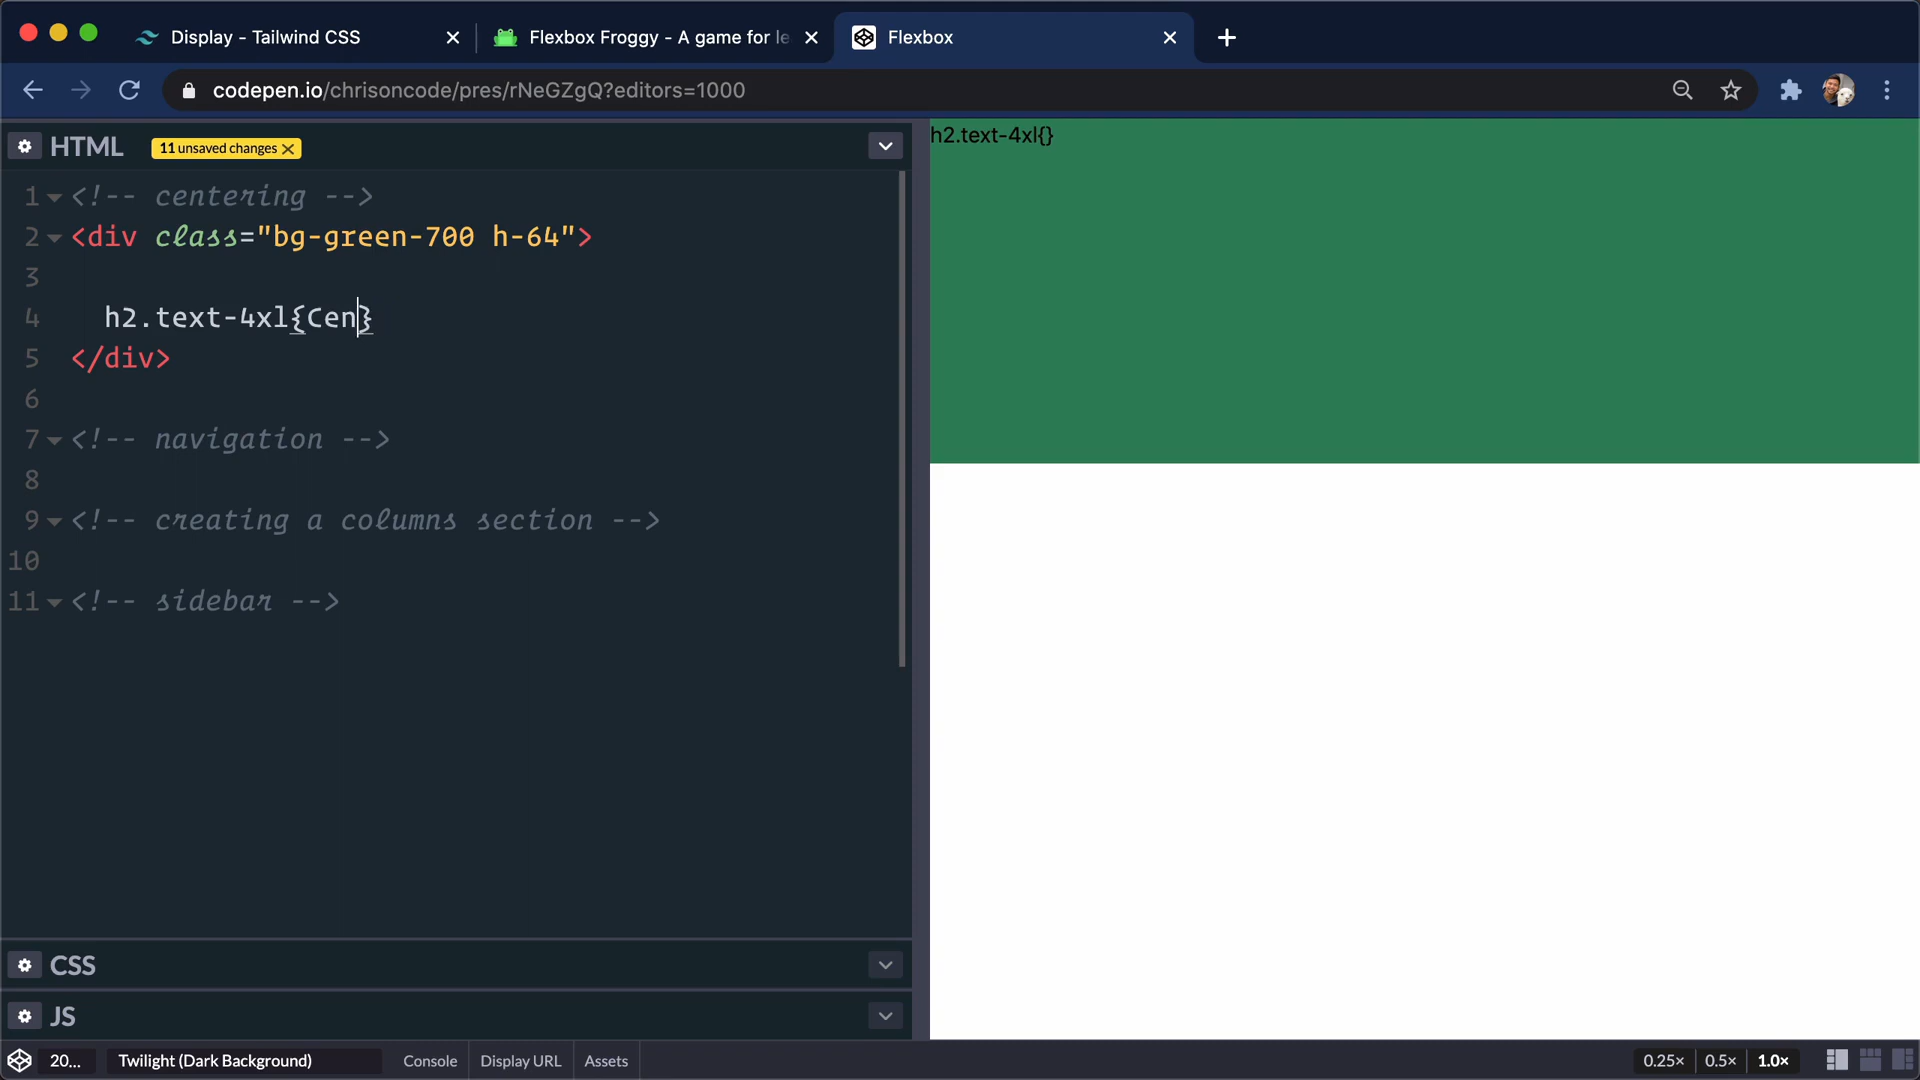 Display - Tailwind CSS
Flexbox Froggy - A game for le
Flexbox
codepen.io/chrisoncode/pres/rNeGZgQ?editors=1000
HTML
11 unsaved changes
1 <!-- centering -->
2 <div class="bg-green-700 h-64">
3
4 h2.text-4xl{Cen}
5 </div>
6
7 <!-- navigation -->
8
9 <!-- creating a columns section -->
10
11 <!-- sidebar -->
h2.text-4xl{}
CSS
JS
20...
Twilight (Dark Background)
Console
Display URL
Assets
0.25×
0.5×
1.0×